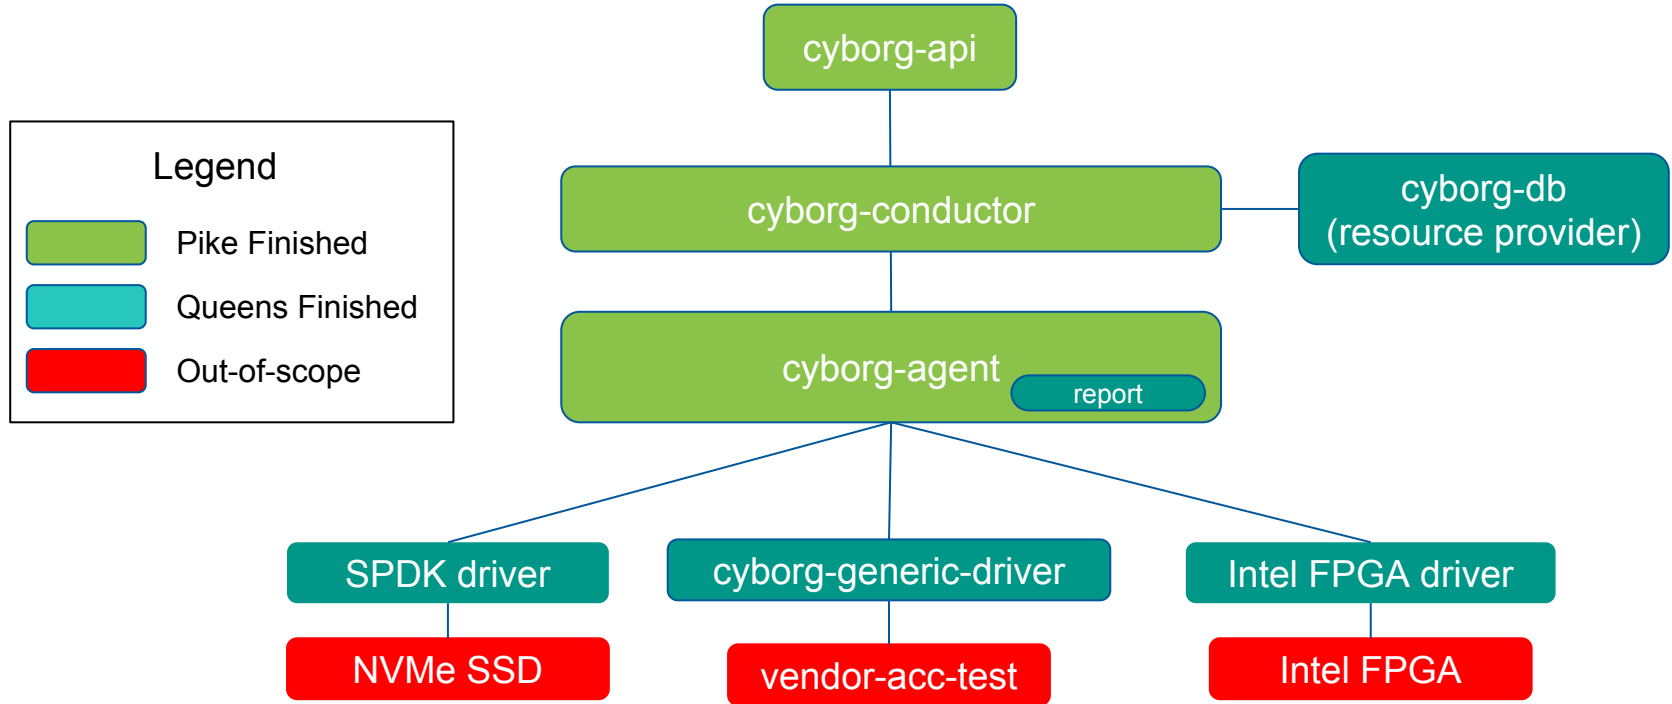 cyborg-api
Legend
Pike Finished
Queens Finished
Out-of-scope
cyborg-conductor
cyborg-db
(resource provider)
cyborg-agent
report
SPDK driver
cyborg-generic-driver
Intel FPGA driver
NVMe SSD
vendor-acc-test
Intel FPGA